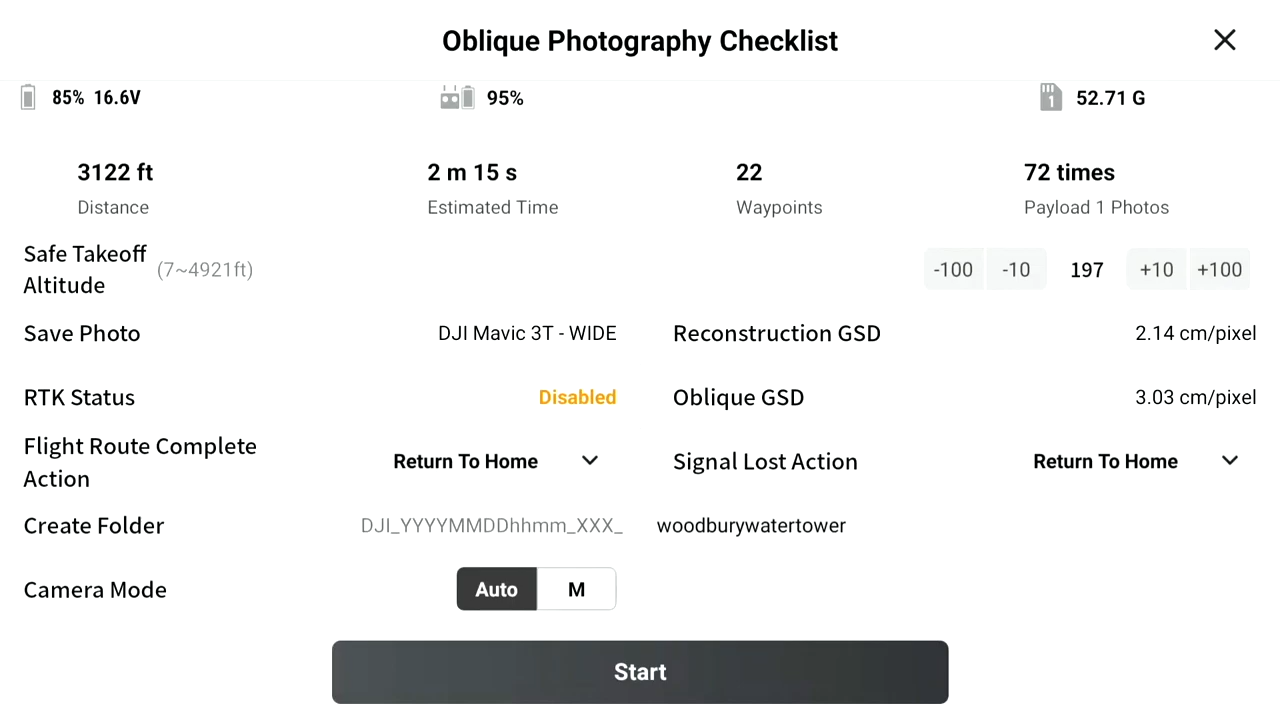 Oblique Photography Checklist
85% 16.6V
95%
1
52.71 G
3122 ft
2 m 15 s
22
72 times
Distance
Estimated Time
Waypoints
Payload 1 Photos
Safe Takeoff
Altitude
(7~4921ft)
-100
-10
197
+10
+100
Save Photo
DJI Mavic 3T - WIDE
Reconstruction GSD
2.14 cm/pixel
RTK Status
Disabled
Oblique GSD
3.03 cm/pixel
Flight Route Complete
Action
Return To Home
Signal Lost Action
Return To Home
Create Folder
DJI_YYYYMMDDhhmm_XXX_
woodburywatertower
Camera Mode
Auto
M
Start